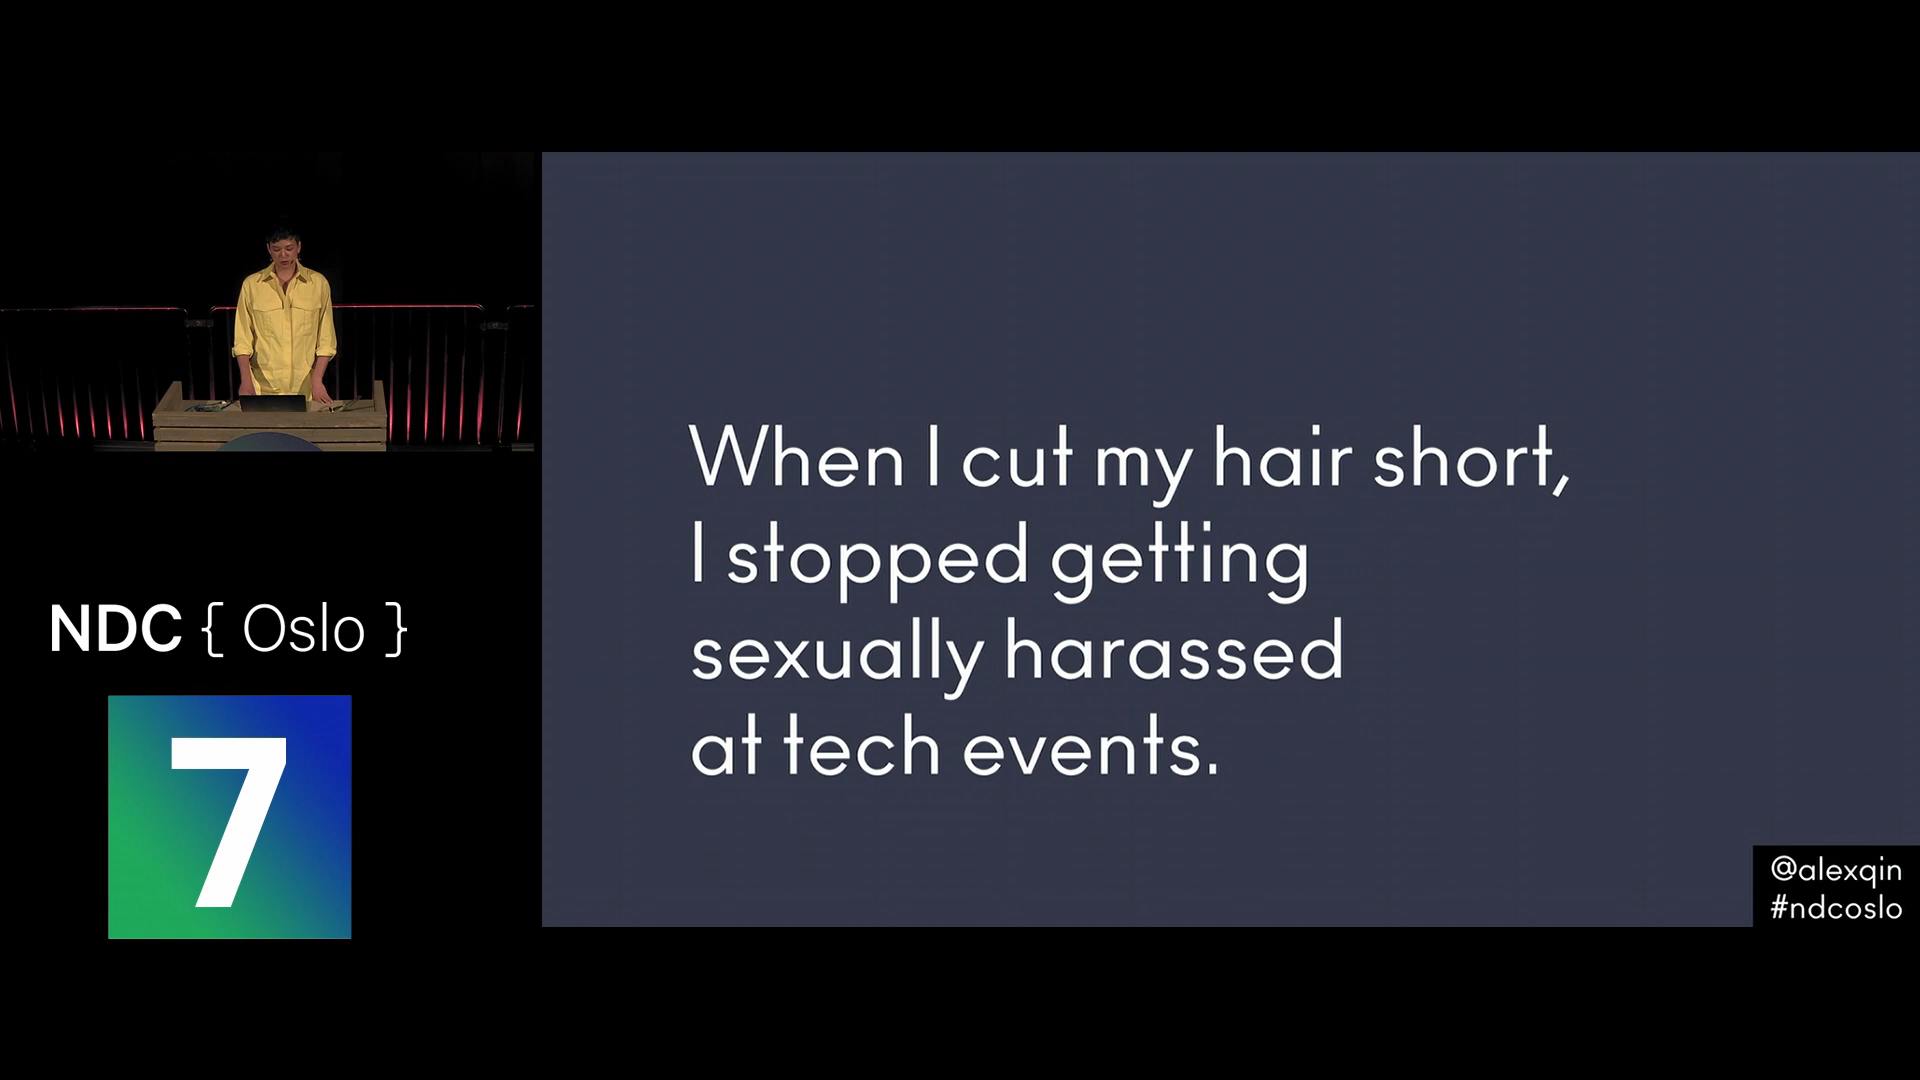 When I cut my hair short,
I stopped getting
sexually harassed
at tech events.
NDC { Oslo }
7
@alexqin
#ndcoslo